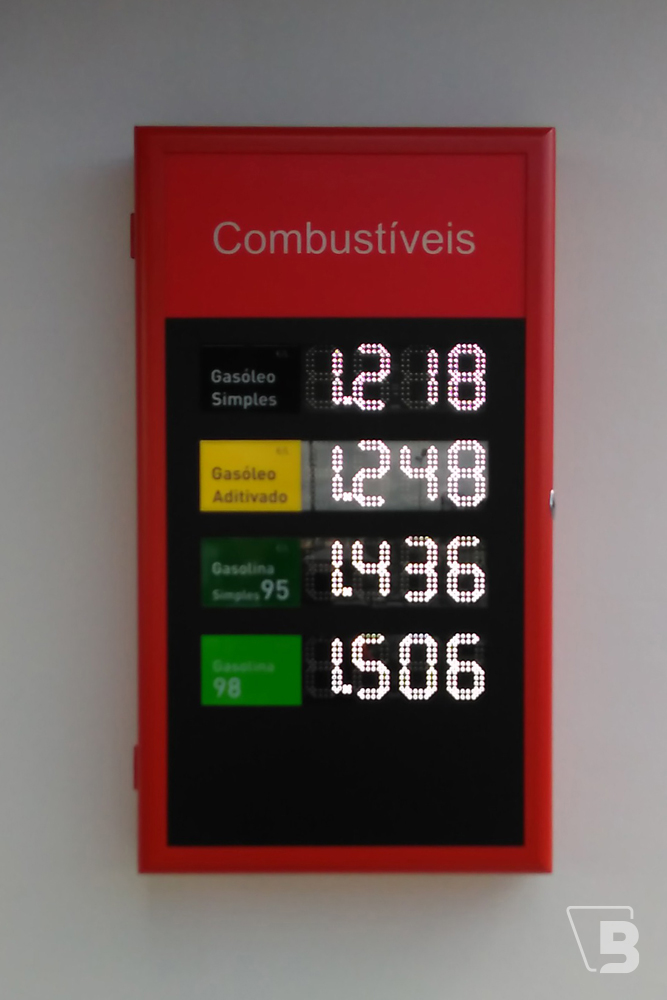 Combustíveis
Gasóleo
Simples
1.218
Gasóleo
Aditivado
1.248
Gasolina
Simples 95
1.436
Gasolina
98
1.506
B